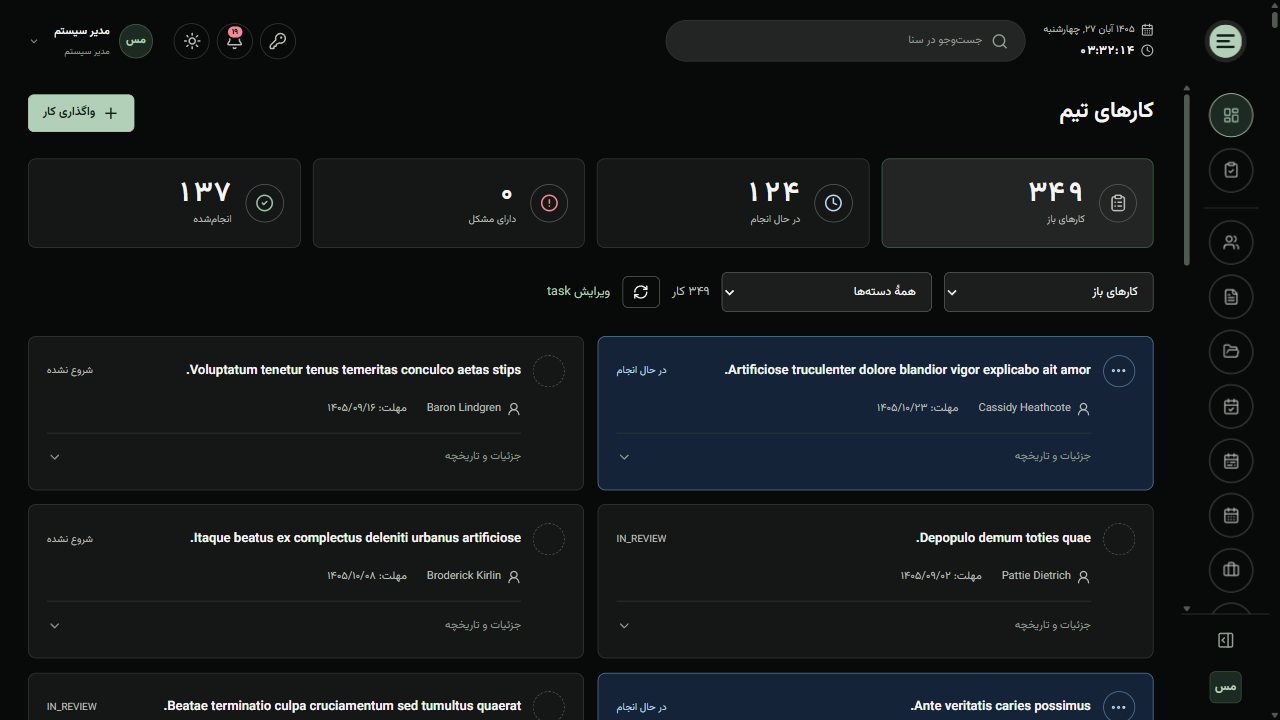 ۱۴۰۵ آبان ۲۷, چهارشنبه
۰۳:۳۲:۱۴
جست‌وجو در سنا
۱۹
مس
مدیر سیستم
مدیر سیستم
کارهای تیم
واگذاری کار
۳۴۹
کارهای باز
۱۲۴
در حال انجام
۰
دارای مشکل
۱۳۷
انجام‌شده
کارهای باز
همهٔ دسته‌ها
۳۴۹ کار
ویرایش task
Artificiose truculenter dolore blandior vigor explicabo ait amor.
در حال انجام
Cassidy Heathcote
مهلت: ۱۴۰۵/۱۰/۲۳
جزئیات و تاریخچه
Voluptatum tenetur tenus temeritas conculco aetas stips.
شروع نشده
Baron Lindgren
مهلت: ۱۴۰۵/۰۹/۱۶
جزئیات و تاریخچه
Depopulo demum toties quae.
IN_REVIEW
Pattie Dietrich
مهلت: ۱۴۰۵/۰۹/۰۲
جزئیات و تاریخچه
Itaque beatus ex complectus deleniti urbanus artificiose.
شروع نشده
Broderick Kirlin
مهلت: ۱۴۰۵/۱۰/۰۸
جزئیات و تاریخچه
Ante veritatis caries possimus.
در حال انجام
Beatae terminatio culpa cruciamentum sed tumultus quaerat.
IN_REVIEW
مس